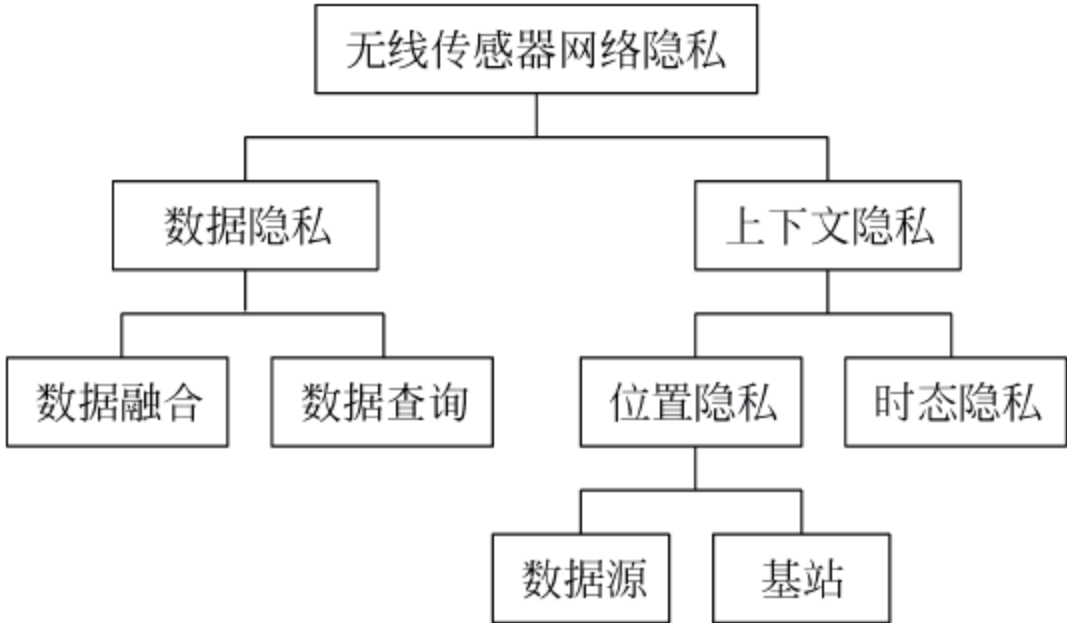 无线传感器网络隐私
数据隐私
上下文隐私
数据融合
数据查询
位置隐私
时态隐私
数据源
基站